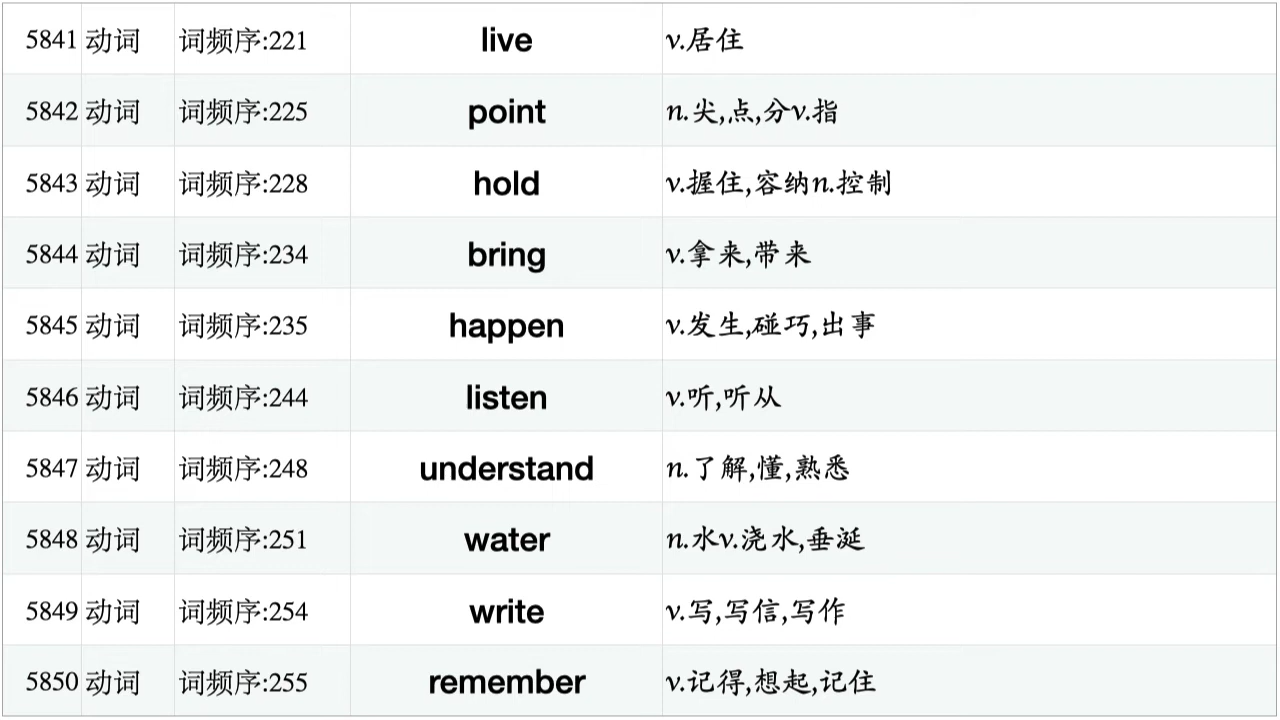 5841 动词 词频序:221 live v.居住
5842 动词 词频序:225 point n.尖,点,分v.指
5843 动词 词频序:228 hold v.握住,容纳n.控制
5844 动词 词频序:234 bring v.拿来,带来
5845 动词 词频序:235 happen v.发生,碰巧,出事
5846 动词 词频序:244 listen v.听,听从
5847 动词 词频序:248 understand n.了解,懂,熟悉
5848 动词 词频序:251 water n.水v.浇水,垂涎
5849 动词 词频序:254 write v.写,写信,写作
5850 动词 词频序:255 remember v.记得,想起,记住